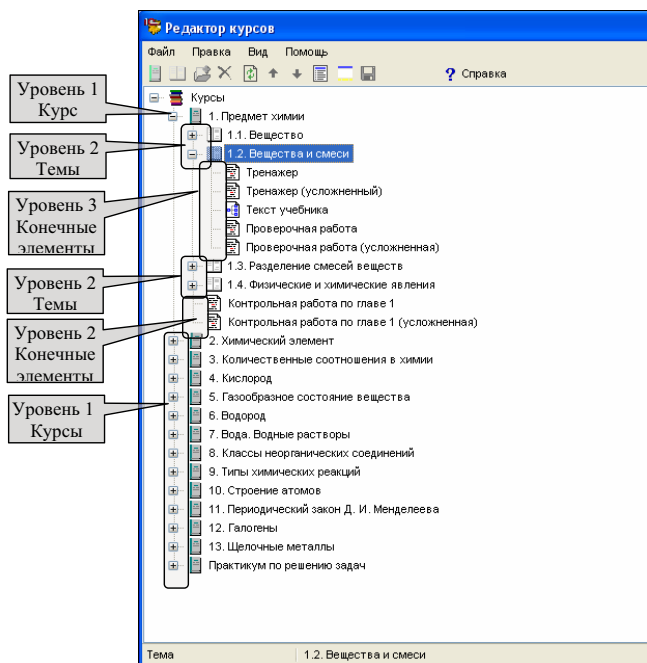 Редактор курсов
Файл Правка Вид Помощь
? Справка
Уровень 1
Курс
Уровень 2
Темы
Уровень 3
Конечные
элементы
Уровень 2
Темы
Уровень 2
Конечные
элементы
Уровень 1
Курсы
Курсы
1. Предмет химии
1.1. Вещество
1.2. Вещества и смеси
Тренажер
Тренажер (усложненный)
Текст учебника
Проверочная работа
Проверочная работа (усложненная)
1.3. Разделение смесей веществ
1.4. Физические и химические явления
Контрольная работа по главе 1
Контрольная работа по главе 1 (усложненная)
2. Химический элемент
3. Количественные соотношения в химии
4. Кислород
5. Газообразное состояние вещества
6. Водород
7. Вода. Водные растворы
8. Классы неорганических соединений
9. Типы химических реакций
10. Строение атомов
11. Периодический закон Д. И. Менделеева
12. Галогены
13. Щелочные металлы
Практикум по решению задач
Тема 1.2. Вещества и смеси